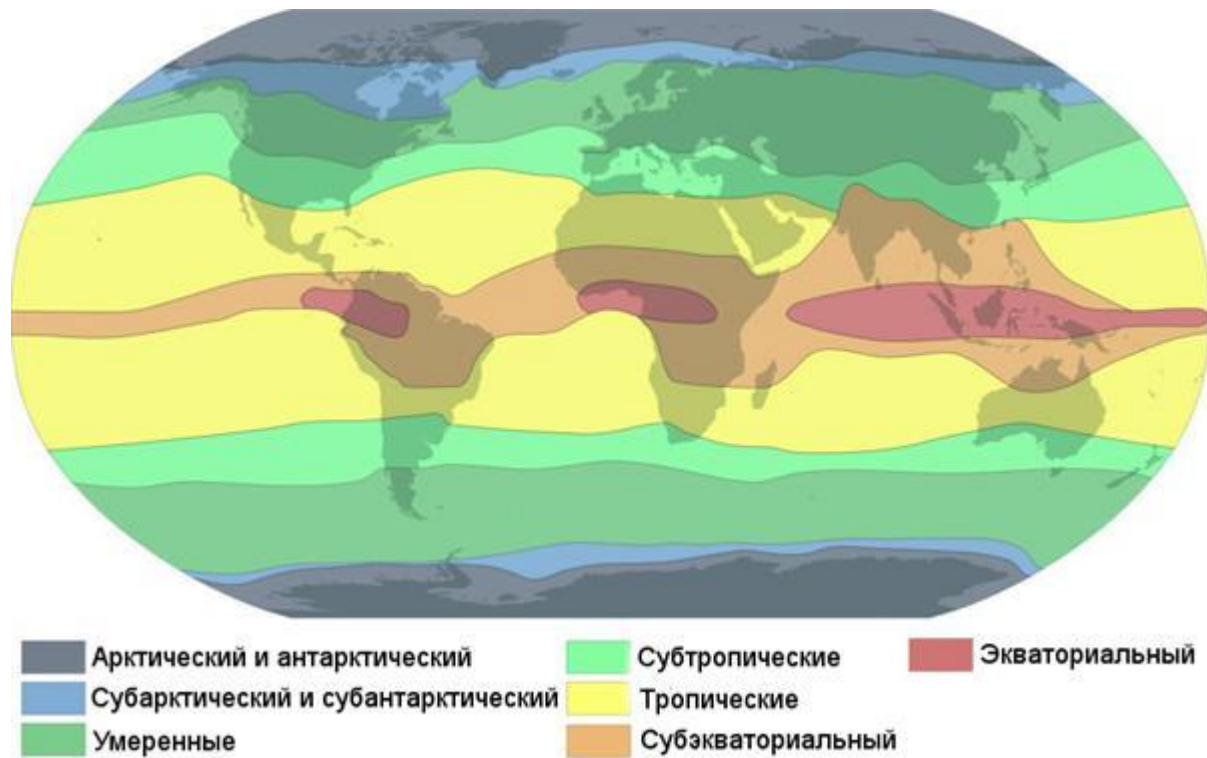 Арктический и антарктический
Субарктический и субантарктический
Умеренные
Субтропические
Тропические
Субэкваториальный
Экваториальный